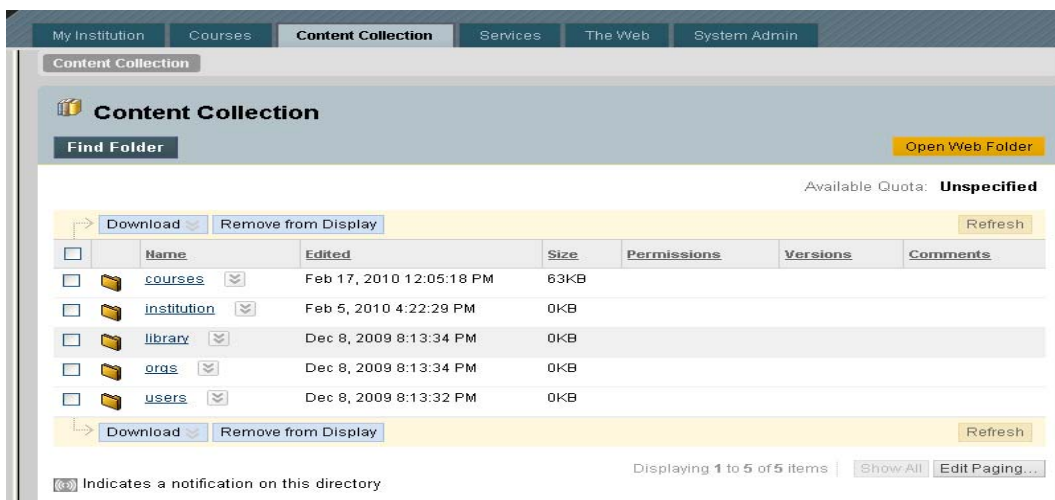 My Institution Courses Content Collection Services The Web System Admin
Content Collection
Content Collection
Find Folder Open Web Folder
Available Quota: Unspecified
Download Remove from Display Refresh
Name Edited Size Permissions Versions Comments
courses Feb 17, 2010 12:05:18 PM 63KB
institution Feb 5, 2010 4:22:29 PM 0KB
library Dec 8, 2009 8:13:34 PM 0KB
orgs Dec 8, 2009 8:13:34 PM 0KB
users Dec 8, 2009 8:13:32 PM 0KB
Download Remove from Display Refresh
Displaying 1 to 5 of 5 items Show All Edit Paging...
Indicates a notification on this directory